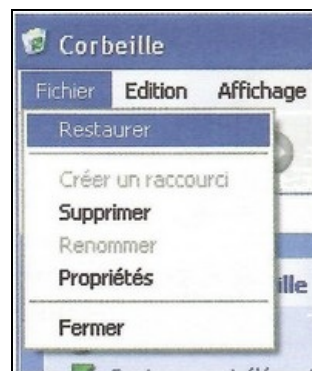 Corbeille
Fichier Edition Affichage
Restaurer
Créer un raccourci
Supprimer
Renommer
Propriétés
ille
Fermer